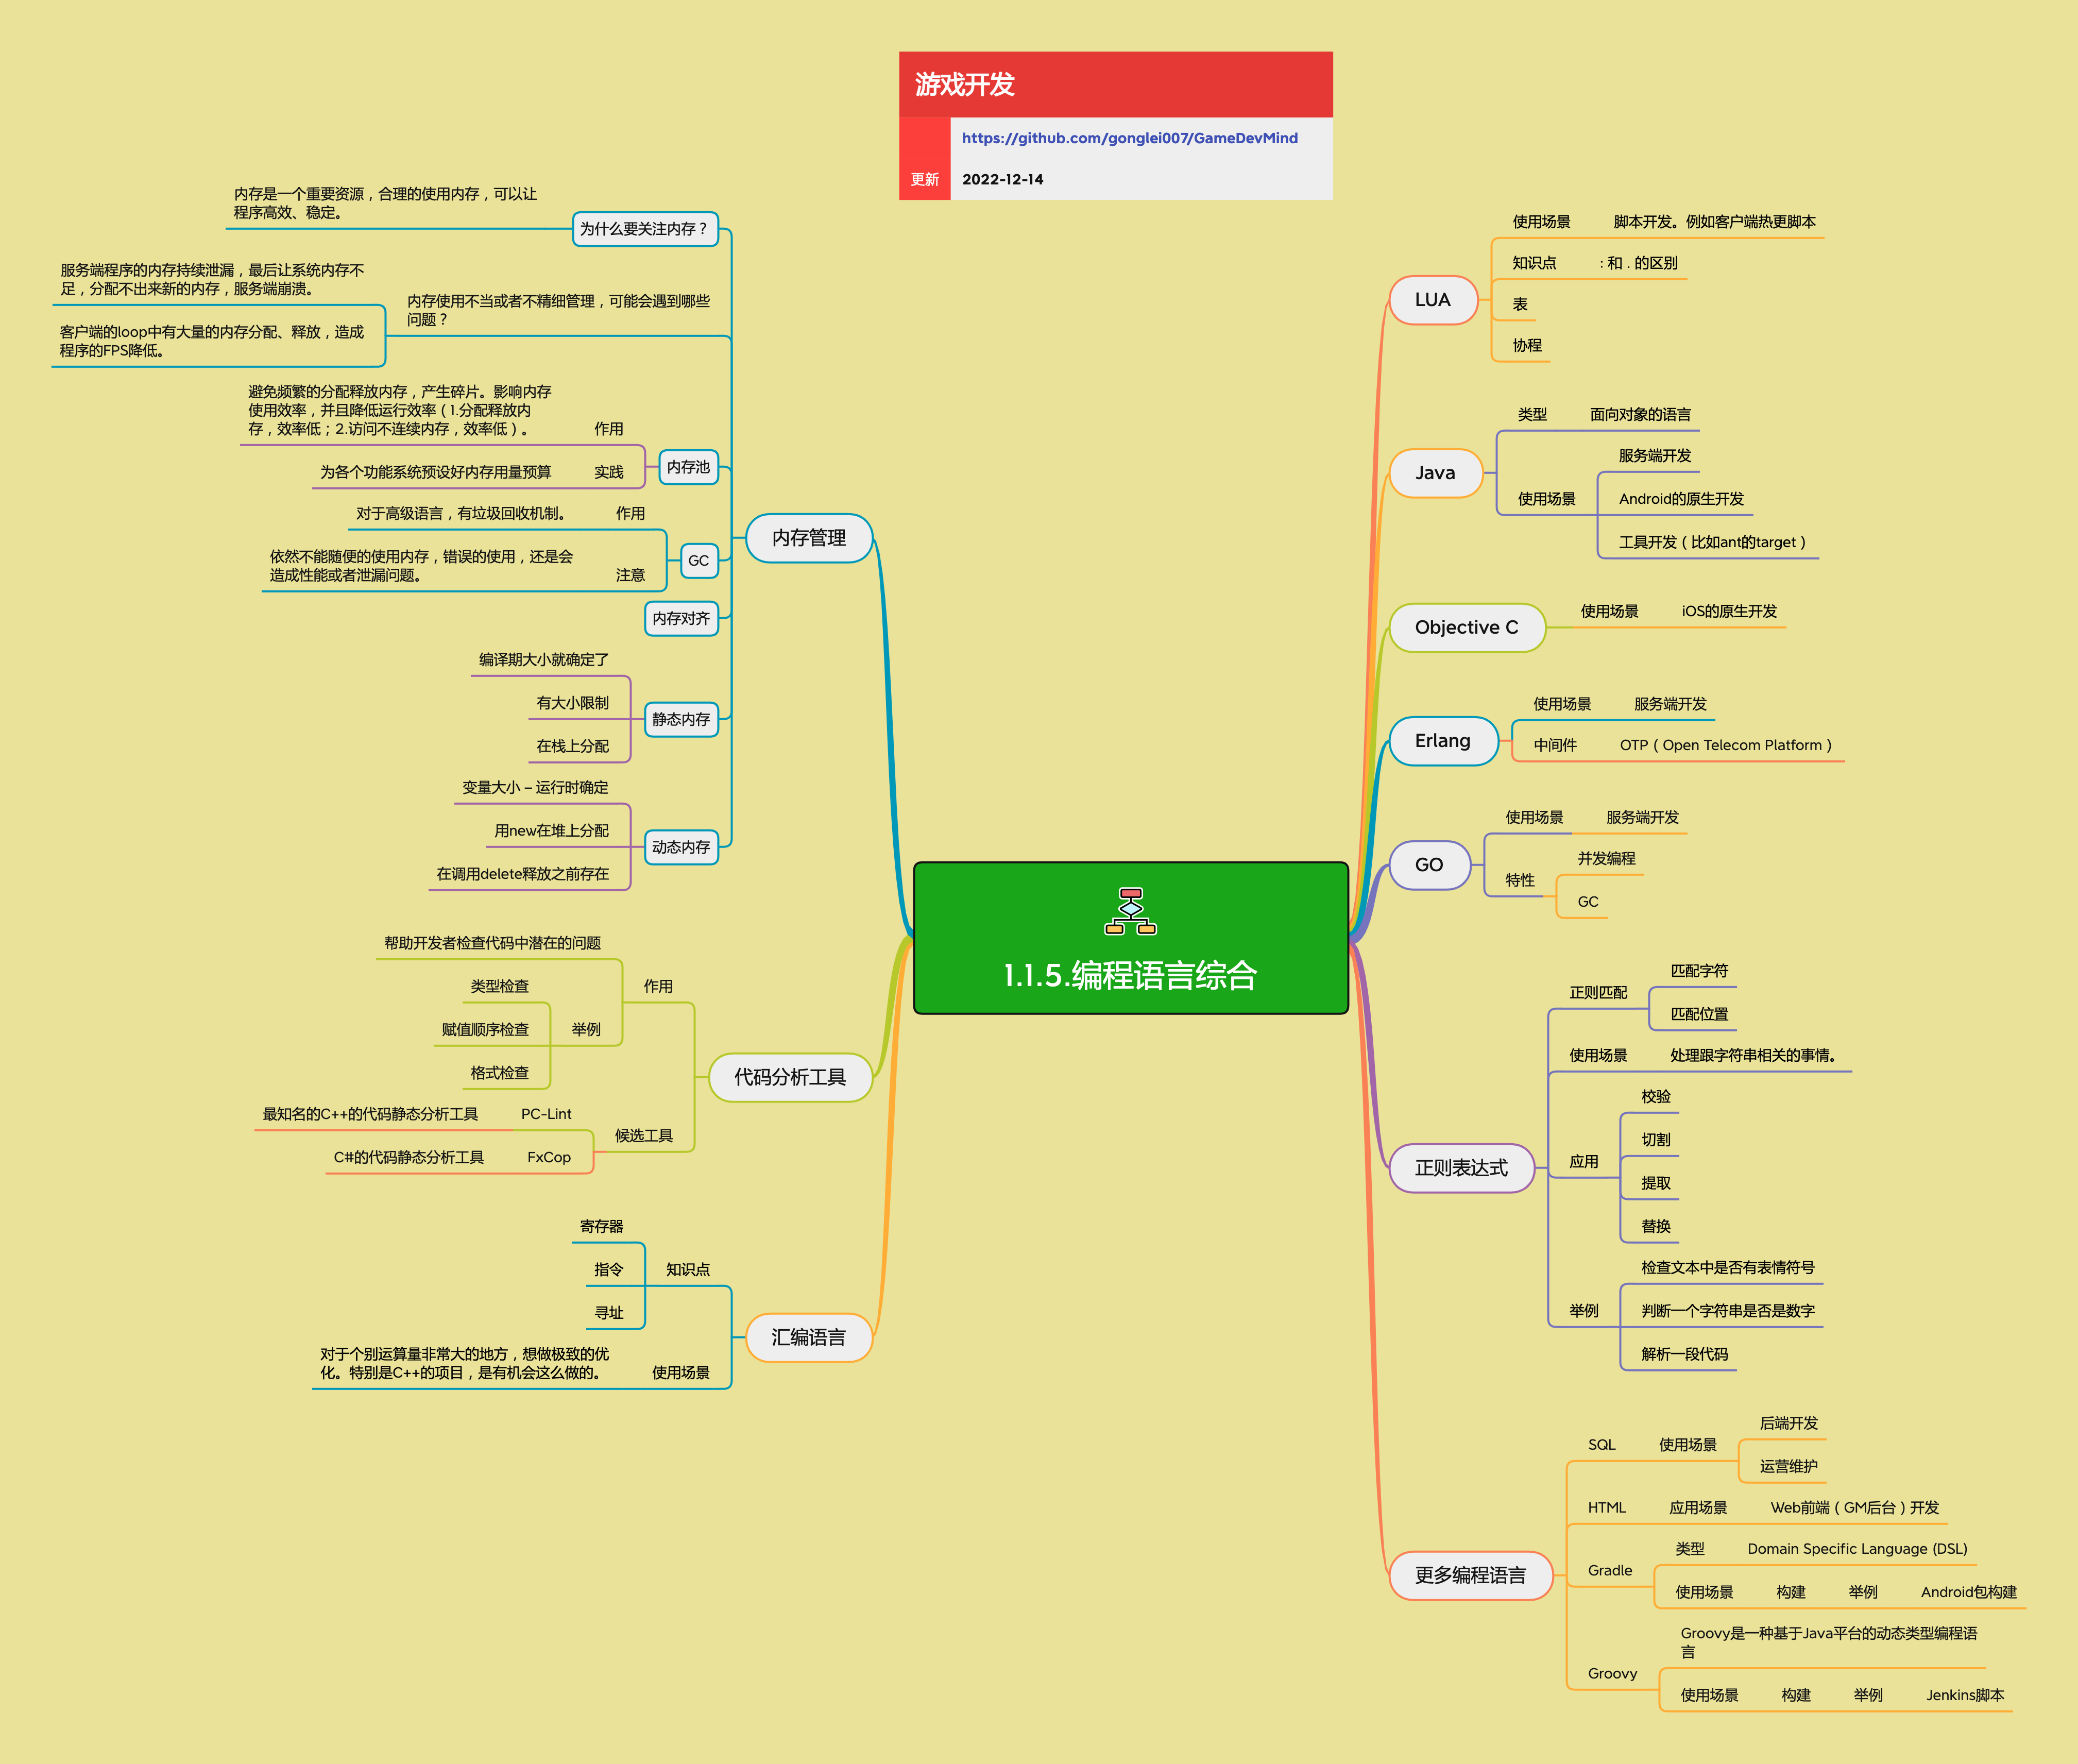 游戏开发
https://github.com/gonglei007/GameDevMind
更新
2022-12-14
1.1.5.编程语言综合
LUA
使用场景
脚本开发。例如客户端热更脚本
知识点
: 和 . 的区别
表
协程
Java
类型
面向对象的语言
使用场景
服务端开发
Android的原生开发
工具开发（比如ant的target）
Objective C
使用场景
iOS的原生开发
Erlang
使用场景
服务端开发
中间件
OTP（Open Telecom Platform）
GO
使用场景
服务端开发
特性
并发编程
GC
正则表达式
正则匹配
匹配字符
匹配位置
使用场景
处理跟字符串相关的事情。
应用
校验
切割
提取
替换
举例
检查文本中是否有表情符号
判断一个字符串是否是数字
解析一段代码
更多编程语言
SQL
使用场景
后端开发
运营维护
HTML
应用场景
Web前端（GM后台）开发
Gradle
类型
Domain Specific Language (DSL)
使用场景
构建
举例
Android包构建
Groovy
Groovy是一种基于Java平台的动态类型编程语
言
使用场景
构建
举例
Jenkins脚本
内存管理
为什么要关注内存？
内存是一个重要资源，合理的使用内存，可以让
程序高效、稳定。
内存使用不当或者不精细管理，可能会遇到哪些
问题？
服务端程序的内存持续泄漏，最后让系统内存不
足，分配不出来新的内存，服务端崩溃。
客户端的loop中有大量的内存分配、释放，造成
程序的FPS降低。
内存池
作用
避免频繁的分配释放内存，产生碎片。影响内存
使用效率，并且降低运行效率（1.分配释放内
存，效率低；2.访问不连续内存，效率低）。
实践
为各个功能系统预设好内存用量预算
GC
作用
对于高级语言，有垃圾回收机制。
注意
依然不能随便的使用内存，错误的使用，还是会
造成性能或者泄漏问题。
内存对齐
静态内存
编译期大小就确定了
有大小限制
在栈上分配
动态内存
变量大小 – 运行时确定
用new在堆上分配
在调用delete释放之前存在
代码分析工具
作用
帮助开发者检查代码中潜在的问题
举例
类型检查
赋值顺序检查
格式检查
候选工具
PC-Lint
最知名的C++的代码静态分析工具
FxCop
C#的代码静态分析工具
汇编语言
知识点
寄存器
指令
寻址
使用场景
对于个别运算量非常大的地方，想做极致的优
化。特别是C++的项目，是有机会这么做的。